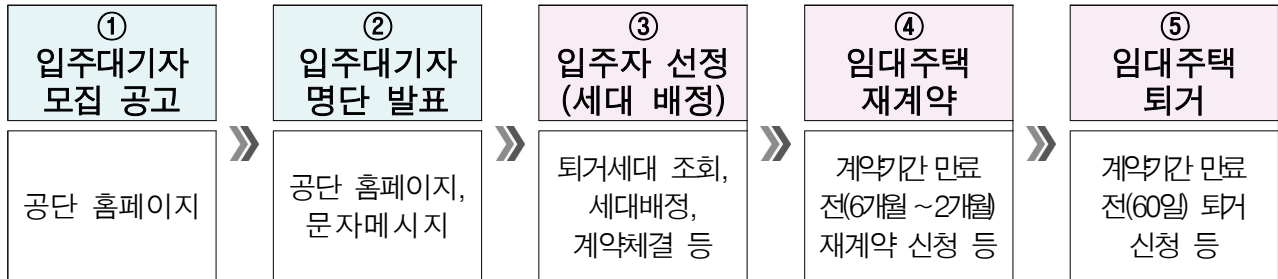 ①
입주대기자
모집 공고
공단 홈페이지
②
입주대기자
명단 발표
공단 홈페이지,
문자메시지
③
입주자 선정
(세대 배정)
퇴거세대 조회,
세대배정,
계약체결 등
④
임대주택
재계약
계약기간 만료
전(6개월 ~2개월)
재계약 신청 등
⑤
임대주택
퇴거
계약기간 만료
전(60일) 퇴거
신청 등